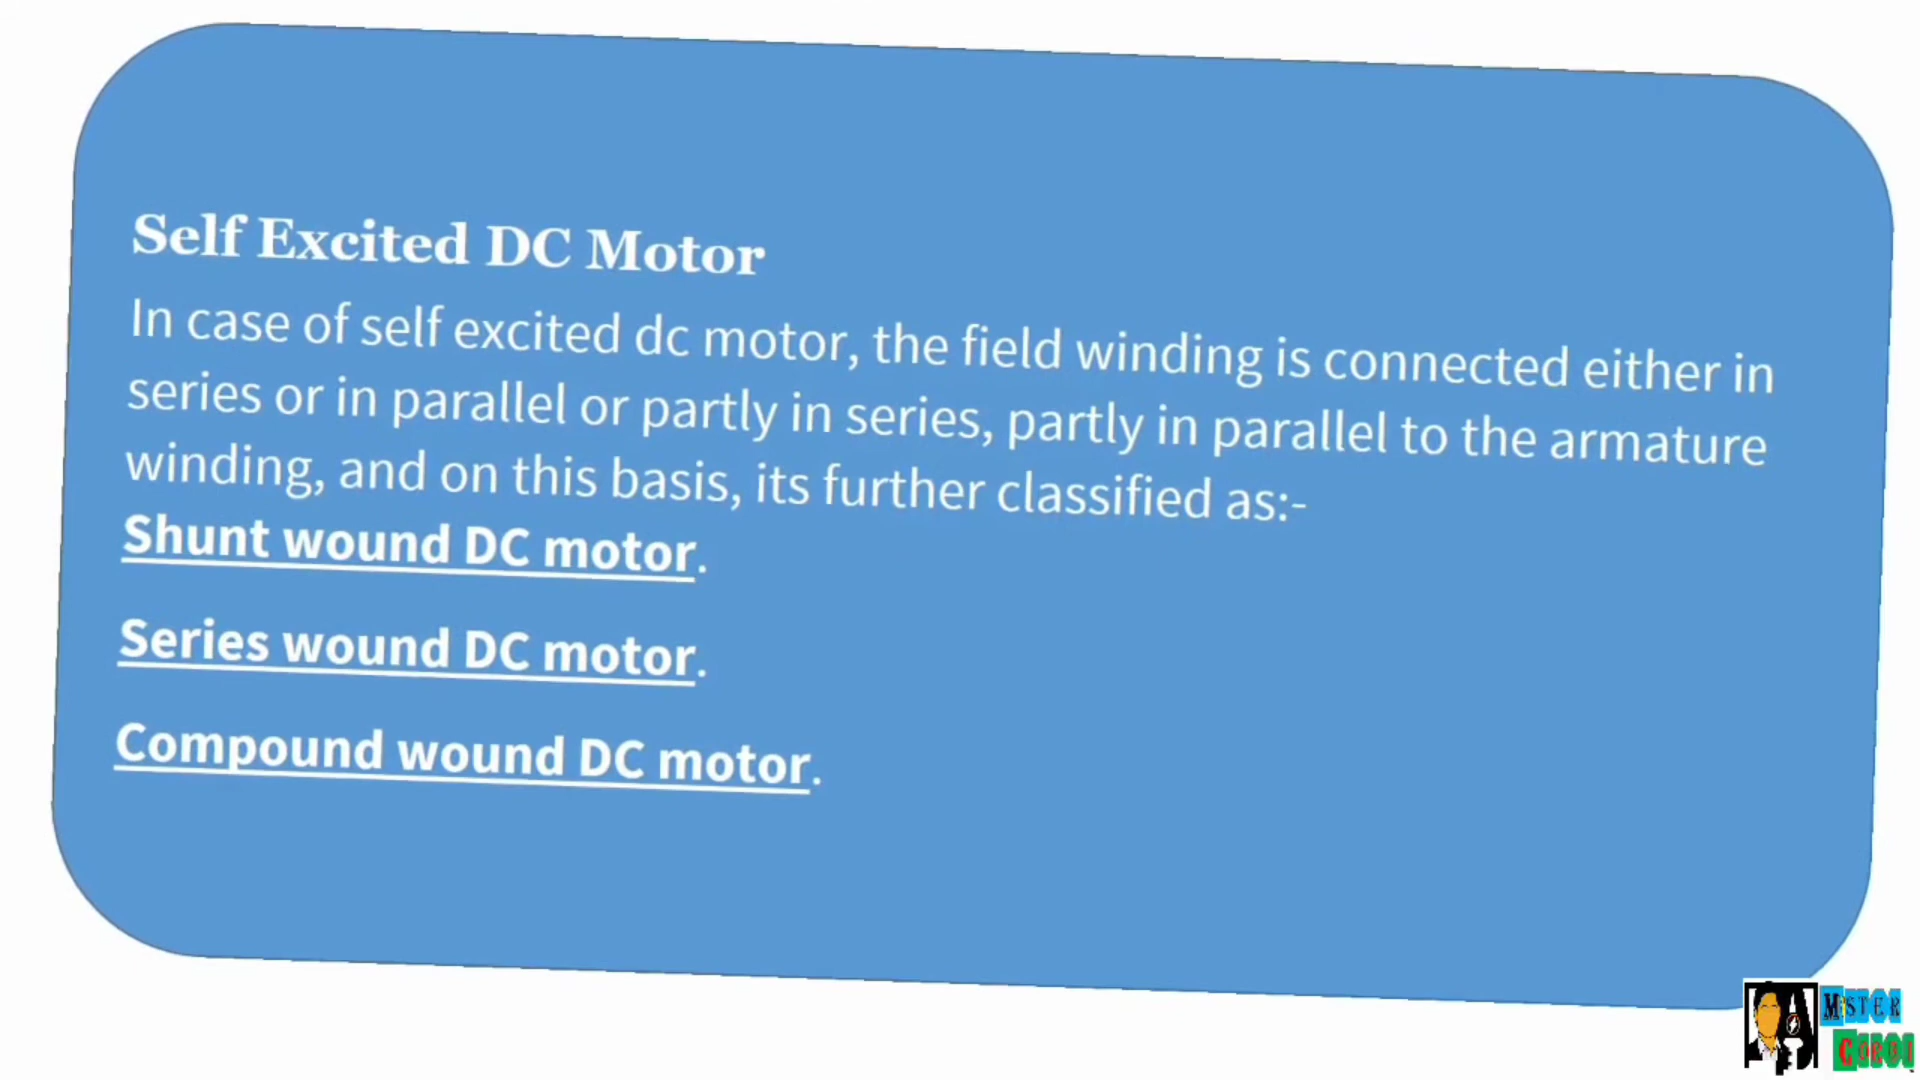 Self Excited DC Motor
In case of self excited dc motor, the field winding is connected either in
series or in parallel or partly in series, partly in parallel to the armature
winding, and on this basis, its further classified as:-
Shunt wound DC motor.
Series wound DC motor.
Compound wound DC motor.
MISTER